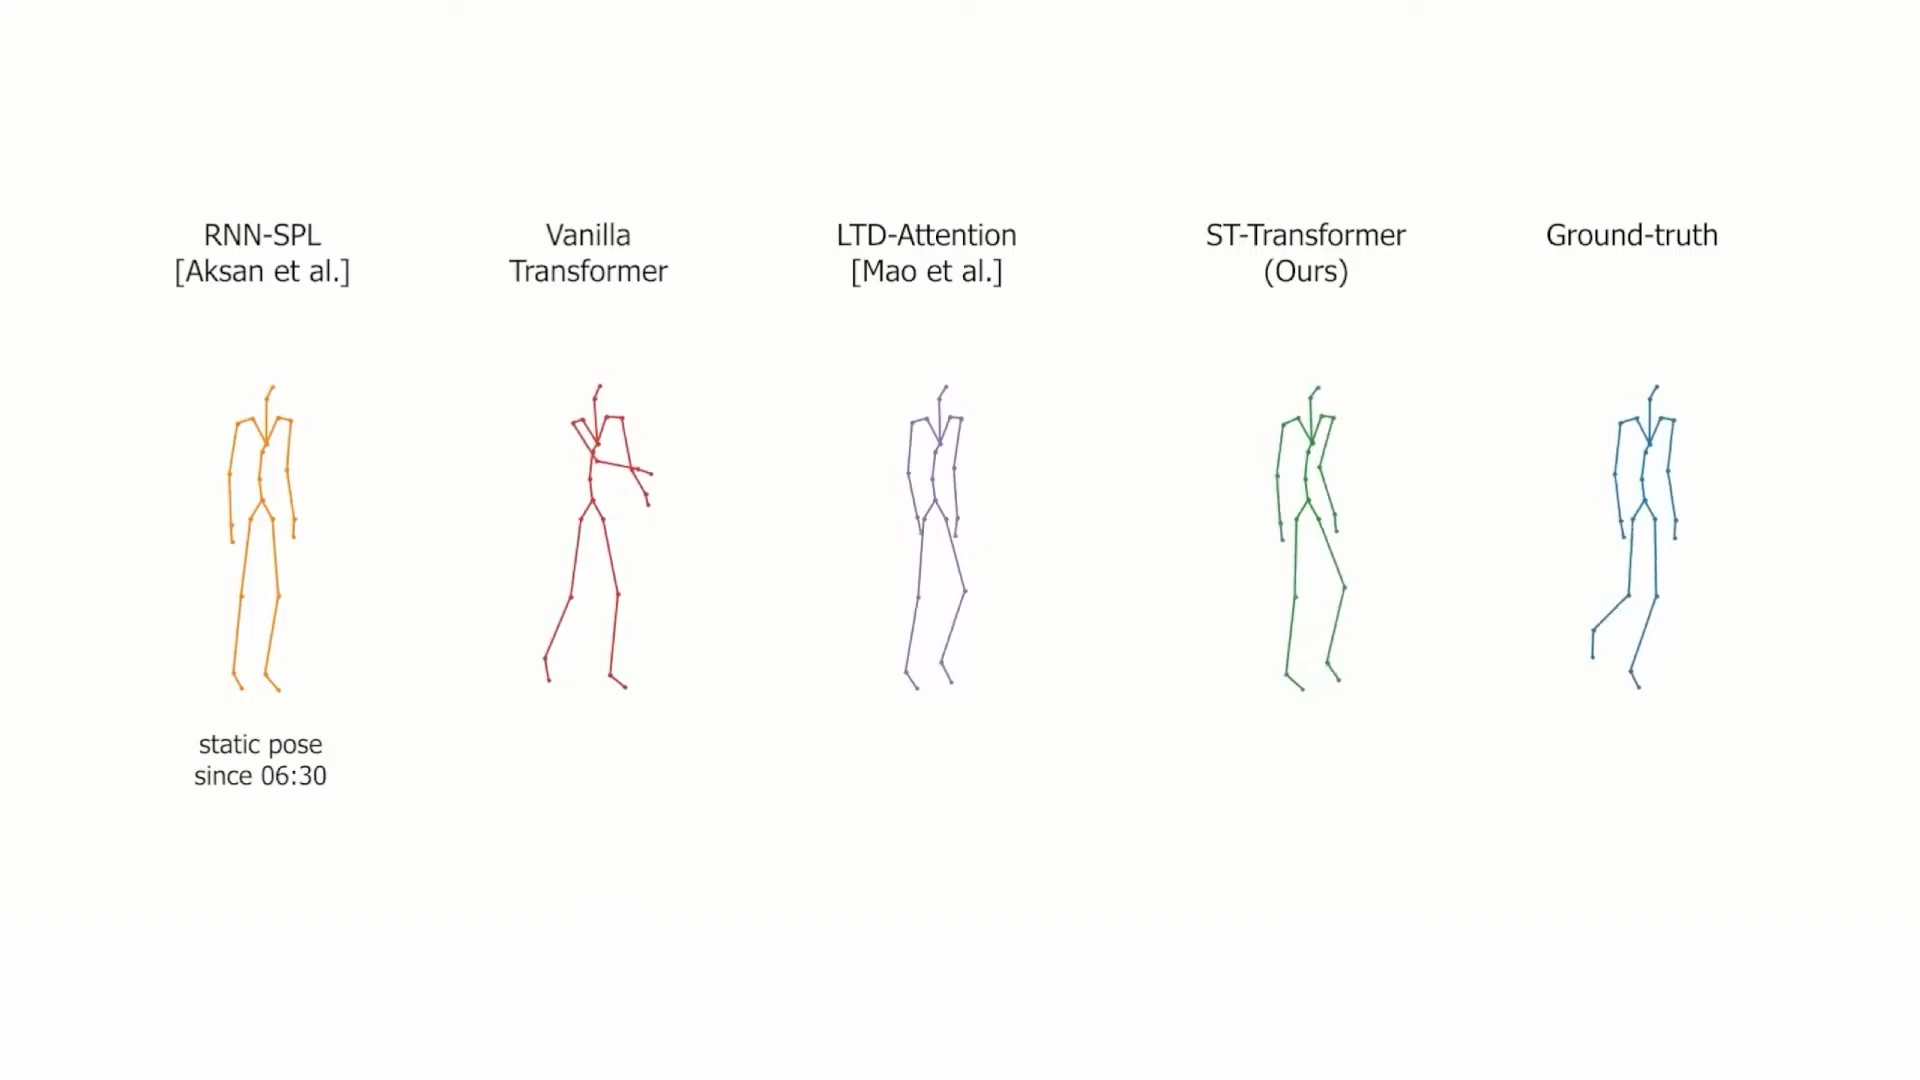 RNN-SPL
[Aksan et al.]
Vanilla
Transformer
LTD-Attention
[Mao et al.]
ST-Transformer
(Ours)
Ground-truth
static pose
since 06:30